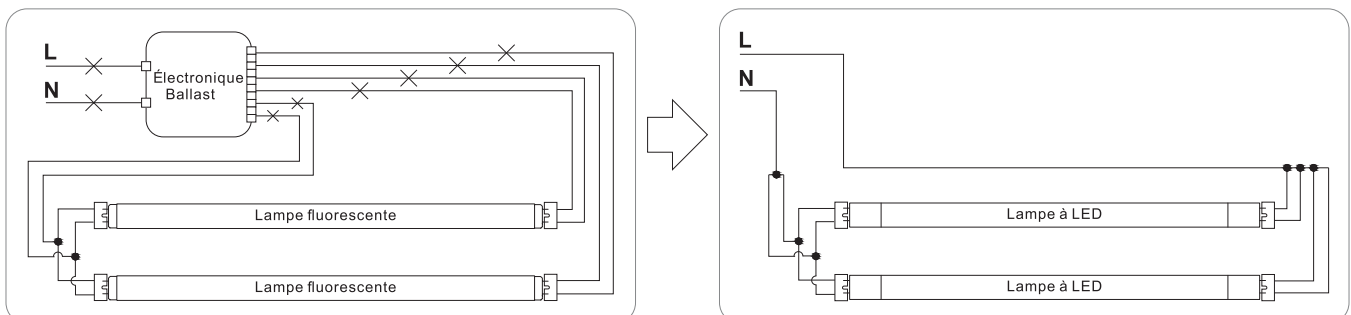 L
N
Électronique
Ballast
Lampe fluorescente
Lampe fluorescente
L
N
Lampe à LED
Lampe à LED